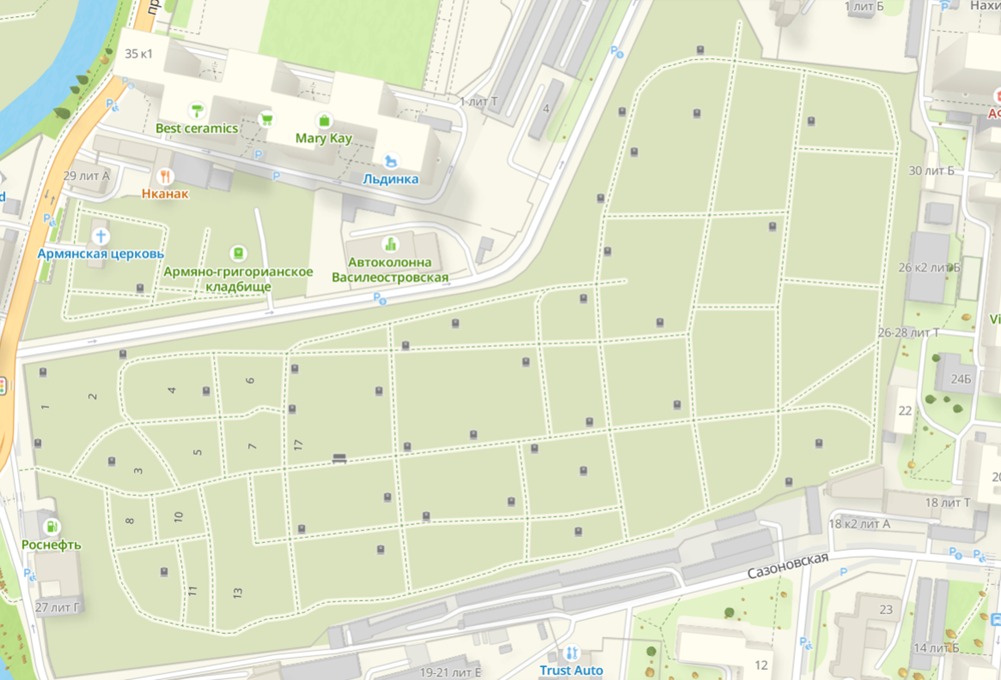 пр
35 к1
Best ceramics
Mary Kay
1 лит Т
4
Льдинка
29 лит А
Нканак
Армянская церковь
Армяно-григорианское
кладбище
Автоколонна
Василеостровская
1 лит Б
Нахи
30 лит Б
26 к2 лит Б
26-28 лит Т
24Б
22
1
2
3
4
5
6
7
17
8
10
11
13
Роснефть
27 лит Г
18 лит Т
18 к2 лит А
20
Сазоновская
23
14 лит Б
12
19-21 лит Е
Trust Auto